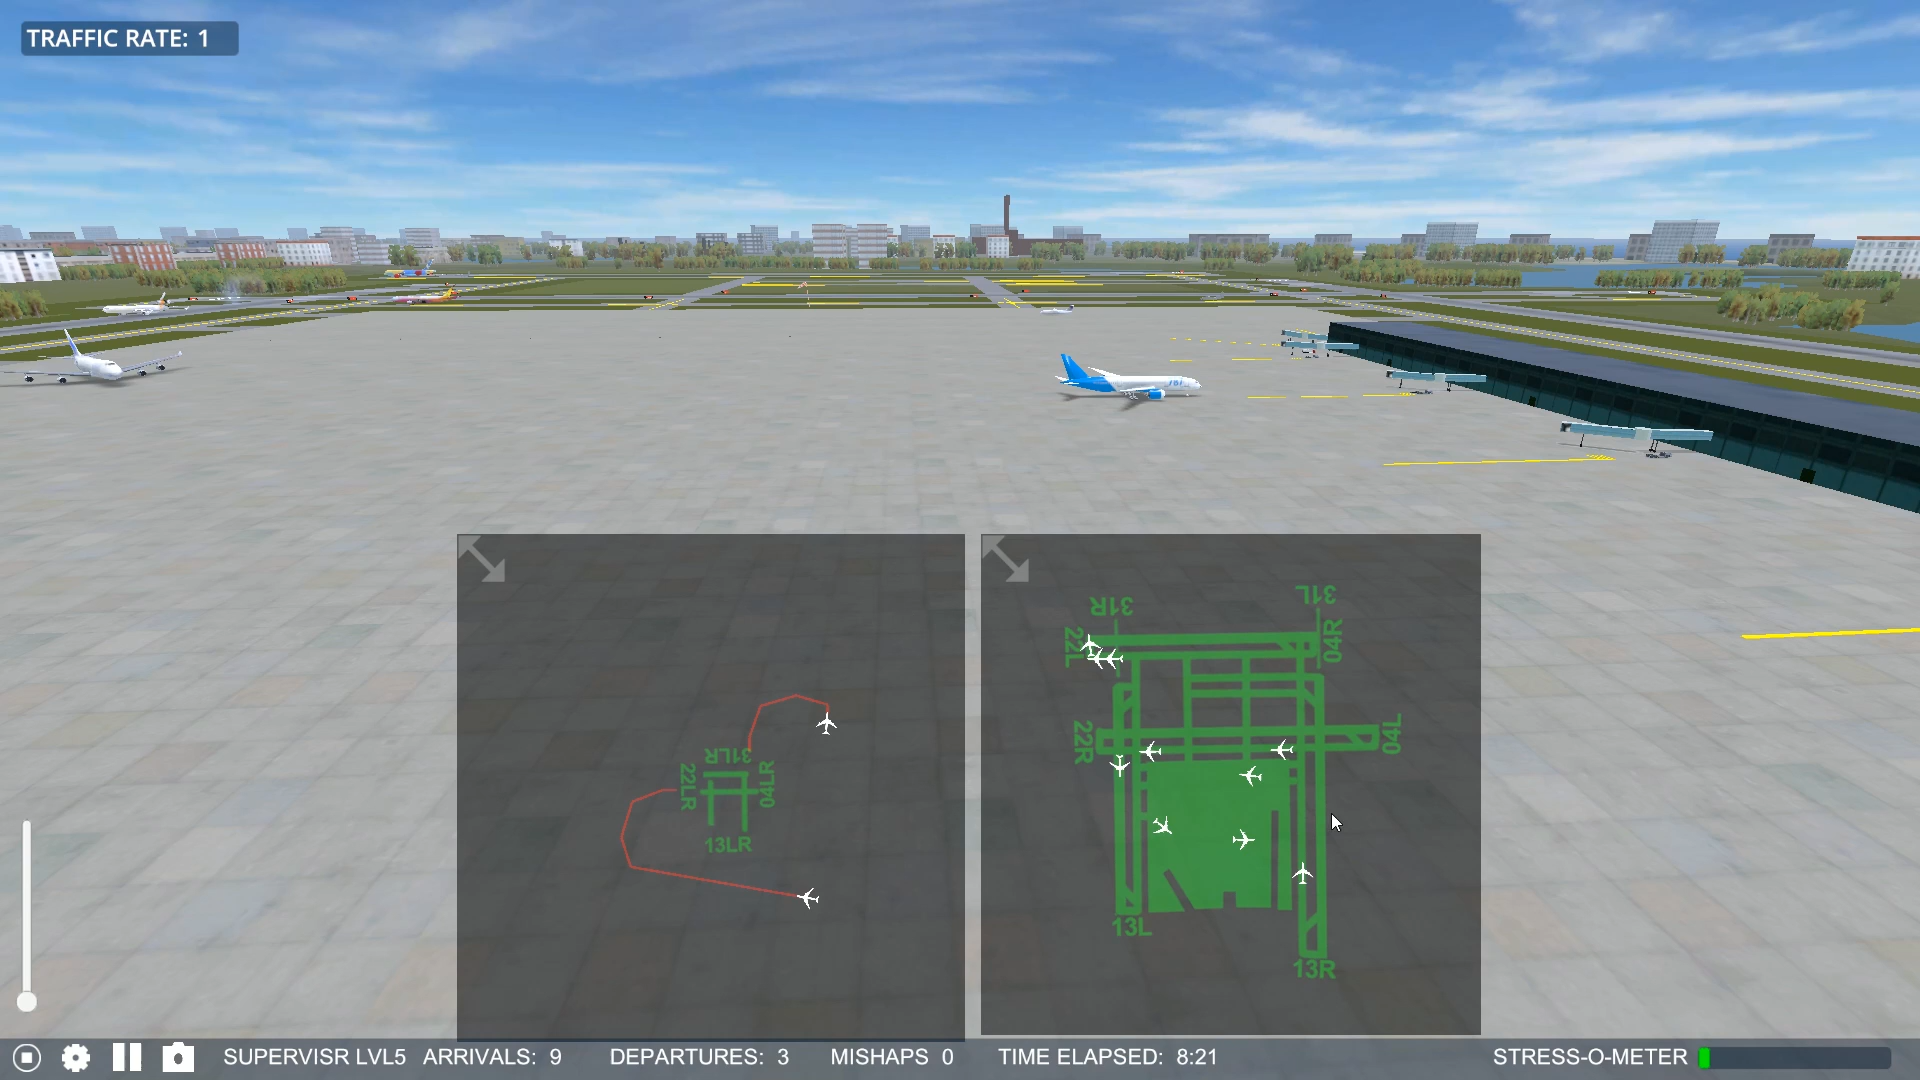 TRAFFIC RATE: 1
787
31LR
22LR
04LR
13LR
31R
31L
22L
04R
22R
04L
13L
13R
SUPERVISR LVL5 ARRIVALS: 9 DEPARTURES: 3 MISHAPS 0 TIME ELAPSED: 8:21 STRESS-O-METER